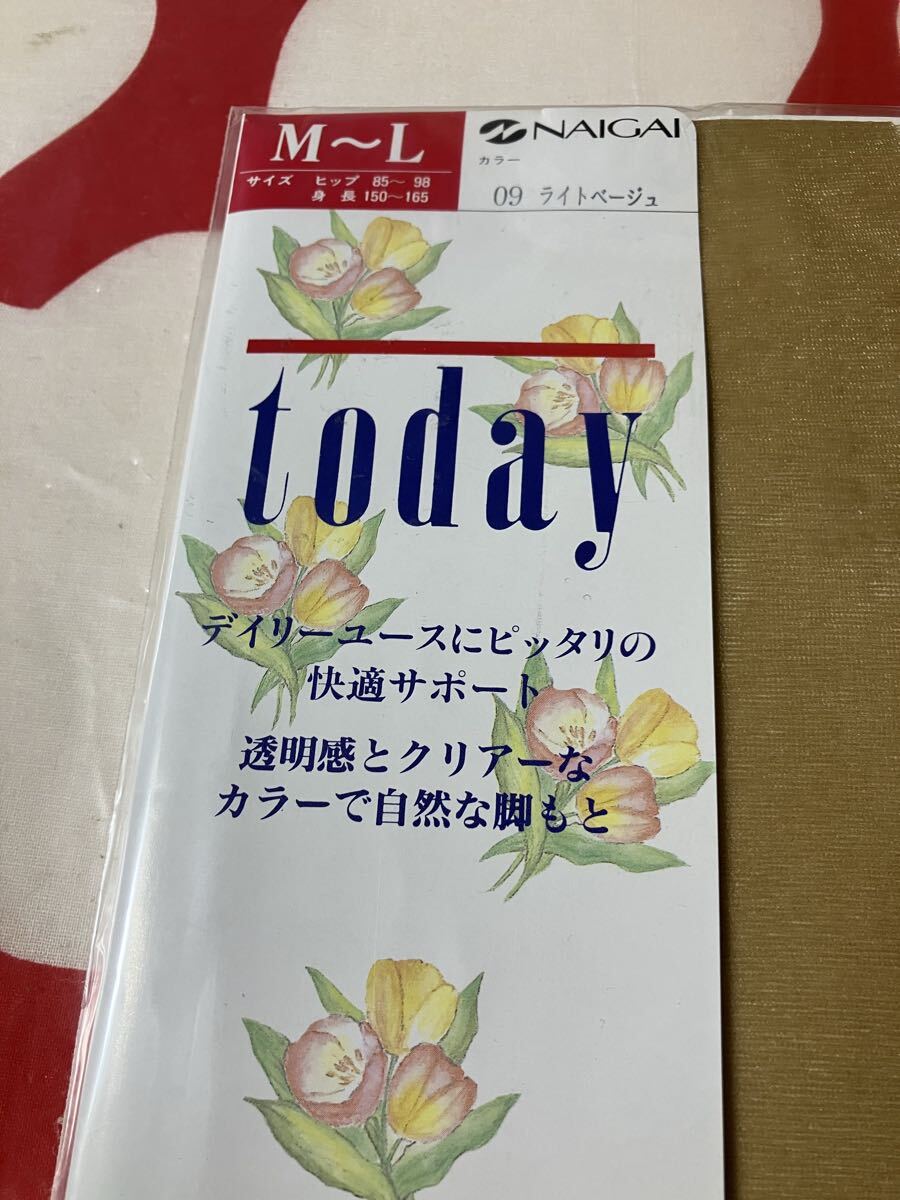 M～L
サイズ ヒップ 85～98
身長 150～165
NAIGAI
カラー
09 ライトベージュ
today
デイリーユースにピッタリの
快適サポート
透明感とクリアーな
カラーで自然な脚もと